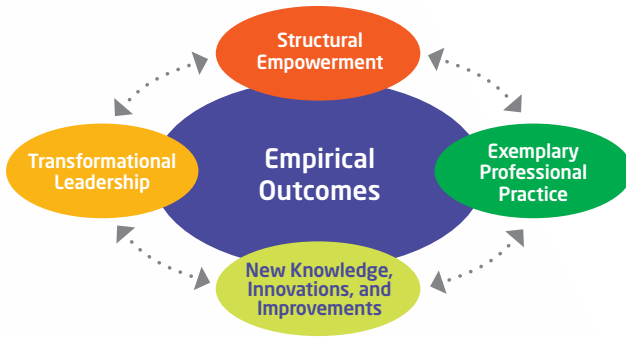 Structural
Empowerment
Transformational
Leadership
Empirical
Outcomes
Exemplary
Professional
Practice
New Knowledge,
Innovations, and
Improvements